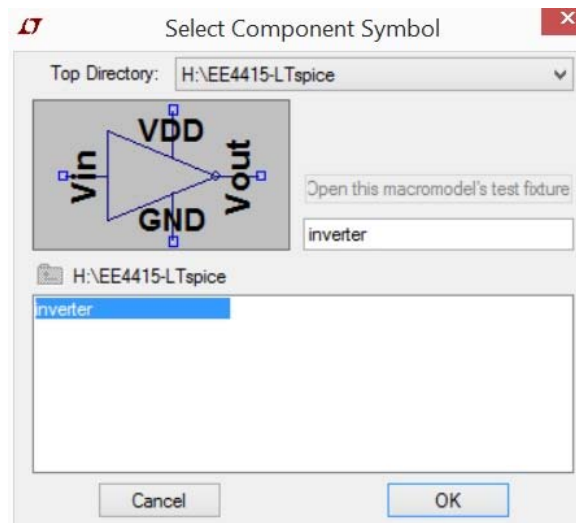 Select Component Symbol
Top Directory: H:\EE4415-LTspice
VDD
Vin
Vout
GND
Open this macromodel's test fixture
inverter
H:\EE4415-LTspice
inverter
Cancel OK